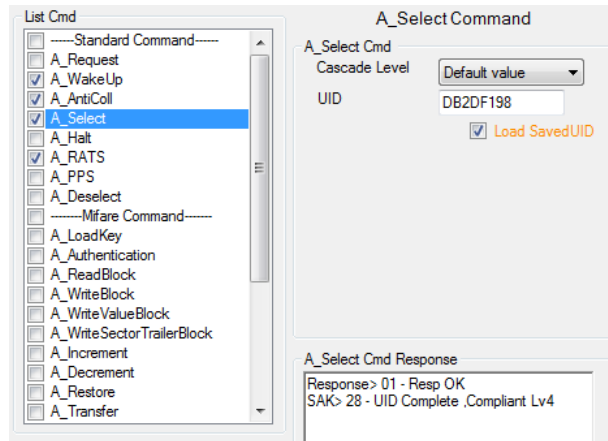 List Cmd
------Standard Command------
A_Request
A_WakeUp
A_AntiColl
A_Select
A_Halt
A_RATS
A_PPS
A_Deselect
--------Mifare Command-------
A_LoadKey
A_Authentication
A_ReadBlock
A_WriteBlock
A_WriteValueBlock
A_WriteSectorTrailerBlock
A_Increment
A_Decrement
A_Restore
A_Transfer
A_Select Command
A_Select Cmd
Cascade Level Default value
UID DB2DF198
Load SavedUID
A_Select Cmd Response
Response> 01 - Resp OK
SAK> 28 - UID Complete ,Compliant Lv4